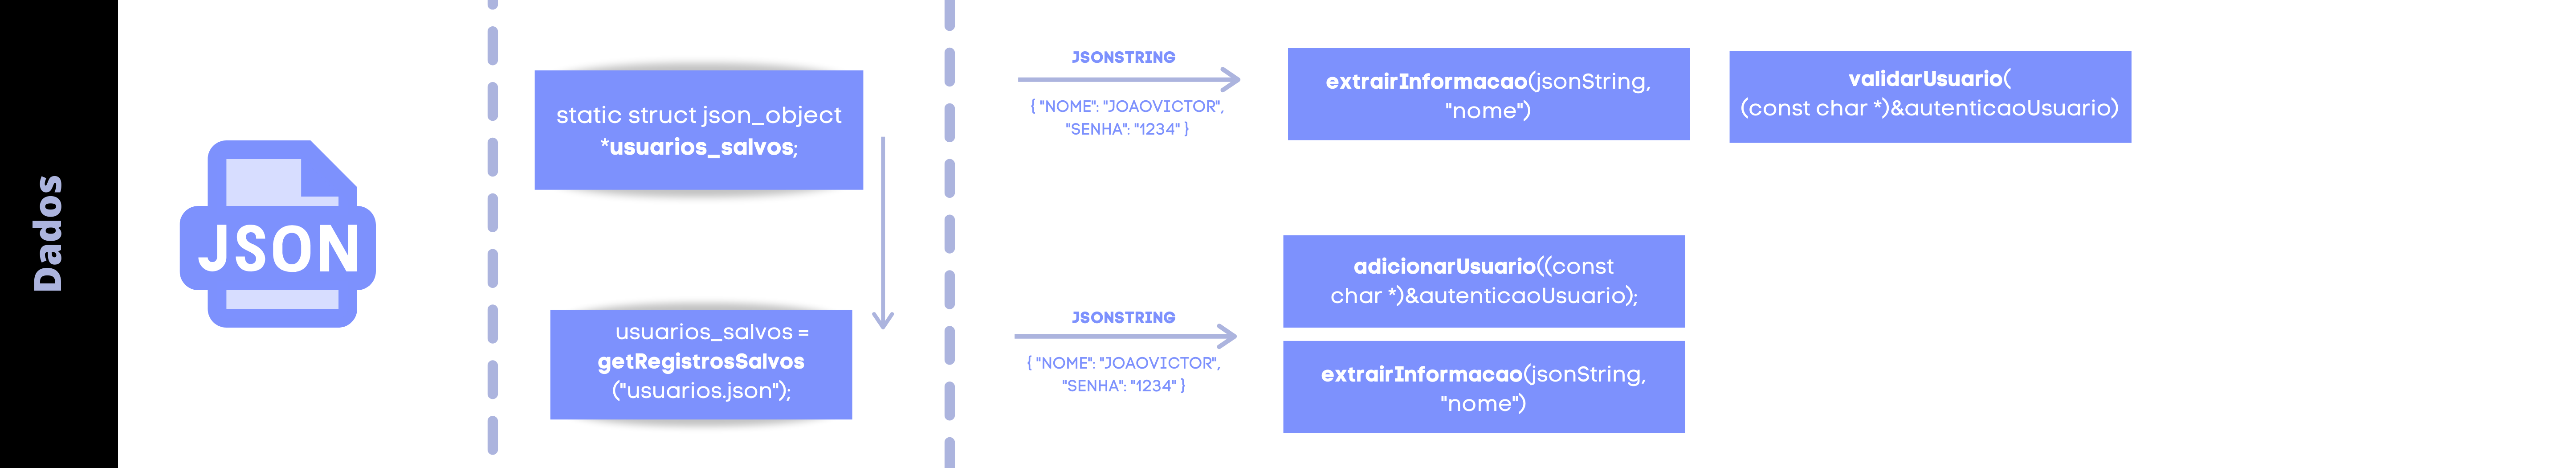 Dados
JSON
static struct json_object
*usuarios_salvos;
usuarios_salvos =
getRegistrosSalvos
("usuarios.json");
JSONSTRING
{ "NOME": "JOAOVICTOR",
"SENHA": "1234" }
extrairInformacao(jsonString,
"nome")
validarUsuario(
(const char *)&autenticaoUsuario)
JSONSTRING
{ "NOME": "JOAOVICTOR",
"SENHA": "1234" }
adicionarUsuario((const
char *)&autenticaoUsuario);
extrairInformacao(jsonString,
"nome")